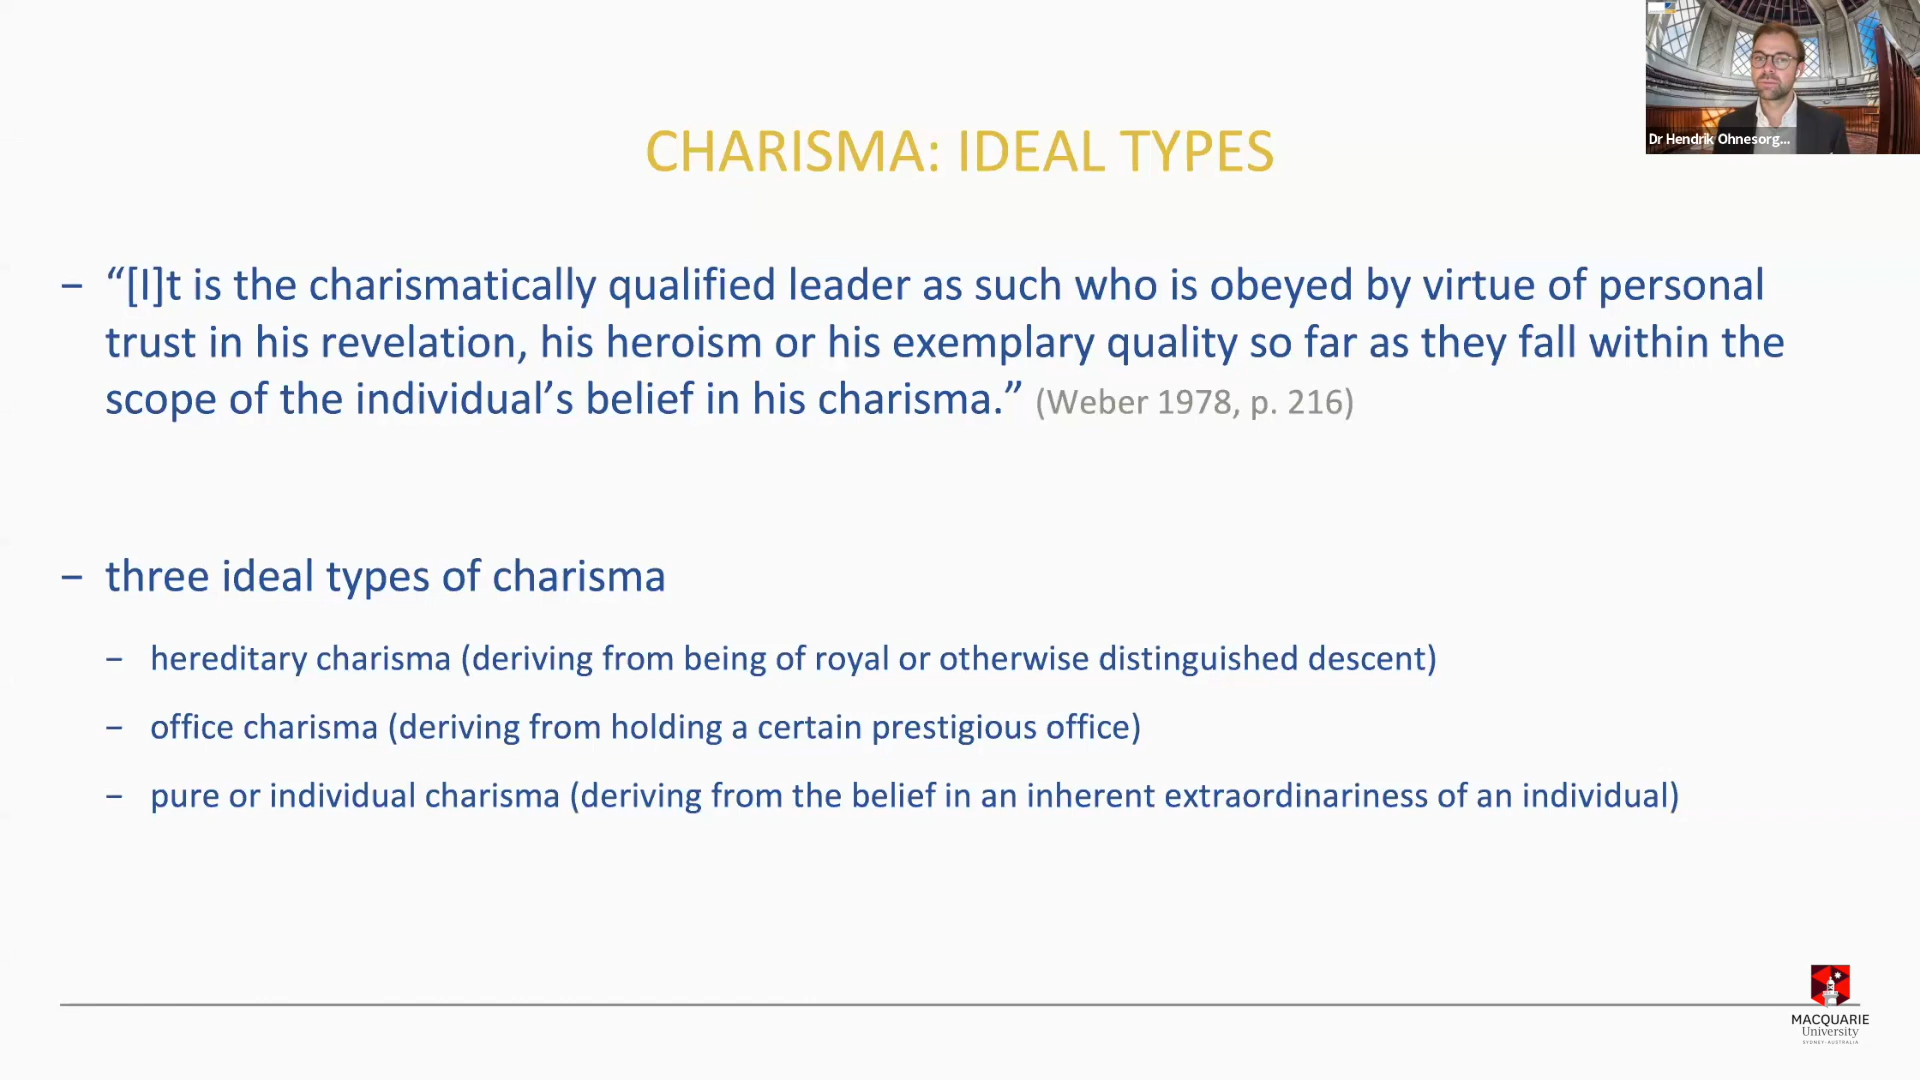 Dr Hendrik Ohnesorg...
CHARISMA: IDEAL TYPES
– “[I]t is the charismatically qualified leader as such who is obeyed by virtue of personal
trust in his revelation, his heroism or his exemplary quality so far as they fall within the
scope of the individual’s belief in his charisma.” (Weber 1978, p. 216)
– three ideal types of charisma
– hereditary charisma (deriving from being of royal or otherwise distinguished descent)
– office charisma (deriving from holding a certain prestigious office)
– pure or individual charisma (deriving from the belief in an inherent extraordinariness of an individual)
MACQUARIE
University
SYDNEY·AUSTRALIA